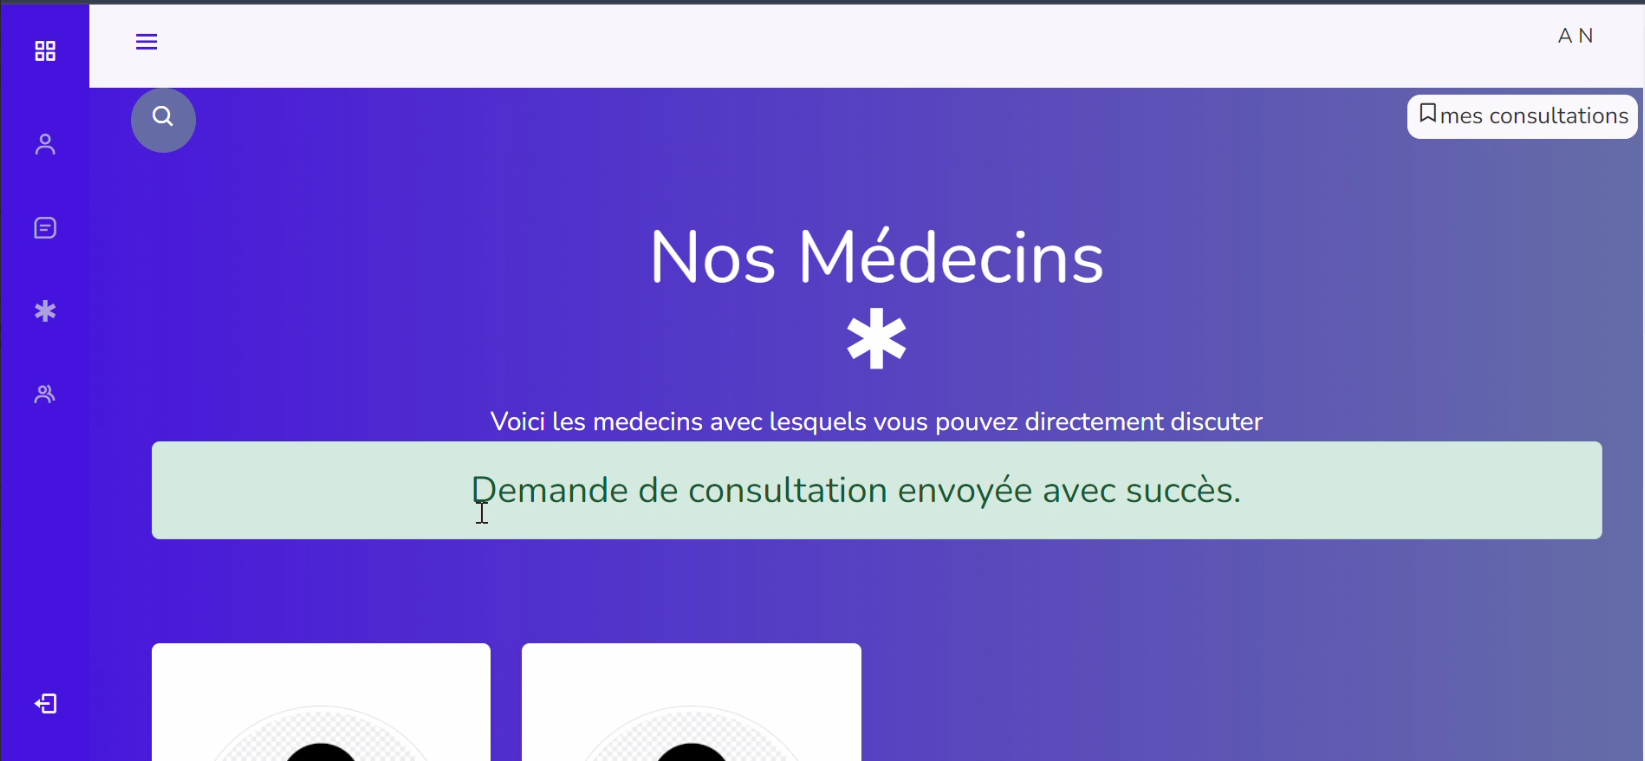 A N
mes consultations
Nos Médecins
Voici les medecins avec lesquels vous pouvez directement discuter
Demande de consultation envoyée avec succès.